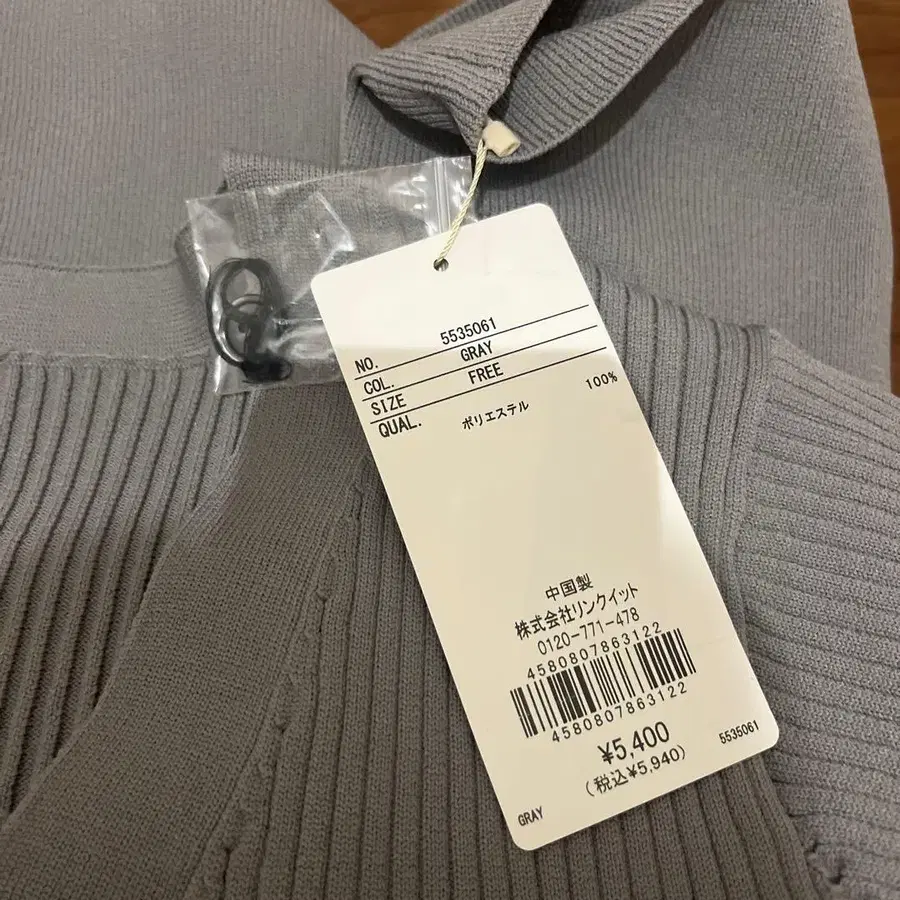 NO. 5535061
COL. GRAY
SIZE FREE
QUAL. ポリエステル 100%
中国製
株式会社リンクイット
0120-771-478
4580807863122
4580807863122
¥5,400
(税込¥5,940)
5535061
GRAY